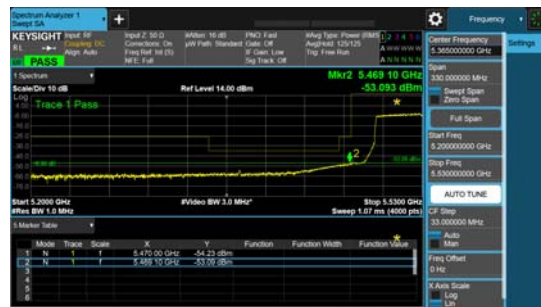 Spectrum Analyzer 1
Swept SA
+
Frequency
KEYSIGHT
Input: RF
Coupling: DC
Align: Auto
Input Z: 50 Ω
Corrections: On
Freq Ref: Int (S)
NFE: Full
#Atten: 16 dB
µW Path: Standard
PNO: Fast
Gate: Off
IF Gain: Low
Sig Track: Off
#Avg Type: Power (RMS)
Avg|Hold: 125/125
Trig: Free Run
RL
PASS
1 Spectrum
Mkr2 5.469 10 GHz
Scale/Div 10 dB
Ref Level 14.00 dBm
-53.093 dBm
Log
Trace 1 Pass
4.00
2
Start 5.2000 GHz
#Video BW 3.0 MHz*
Stop 5.5300 GHz
#Res BW 1.0 MHz
Sweep 1.07 ms (4000 pts)
5 Marker Table
Mode Trace Scale X Y Function Function Width Function Value
1 N 1 f 5.470 00 GHz -54.23 dBm
2 N 1 f 5.469 10 GHz -53.09 dBm
3
4
5
6
Center Frequency
5.365000000 GHz
Settings
Span
330.000000 MHz
Swept Span
Zero Span
Full Span
Start Freq
5.200000000 GHz
Stop Freq
5.530000000 GHz
AUTO TUNE
CF Step
33.000000 MHz
Auto
Man
Freq Offset
0 Hz
X Axis Scale
Log
Lin